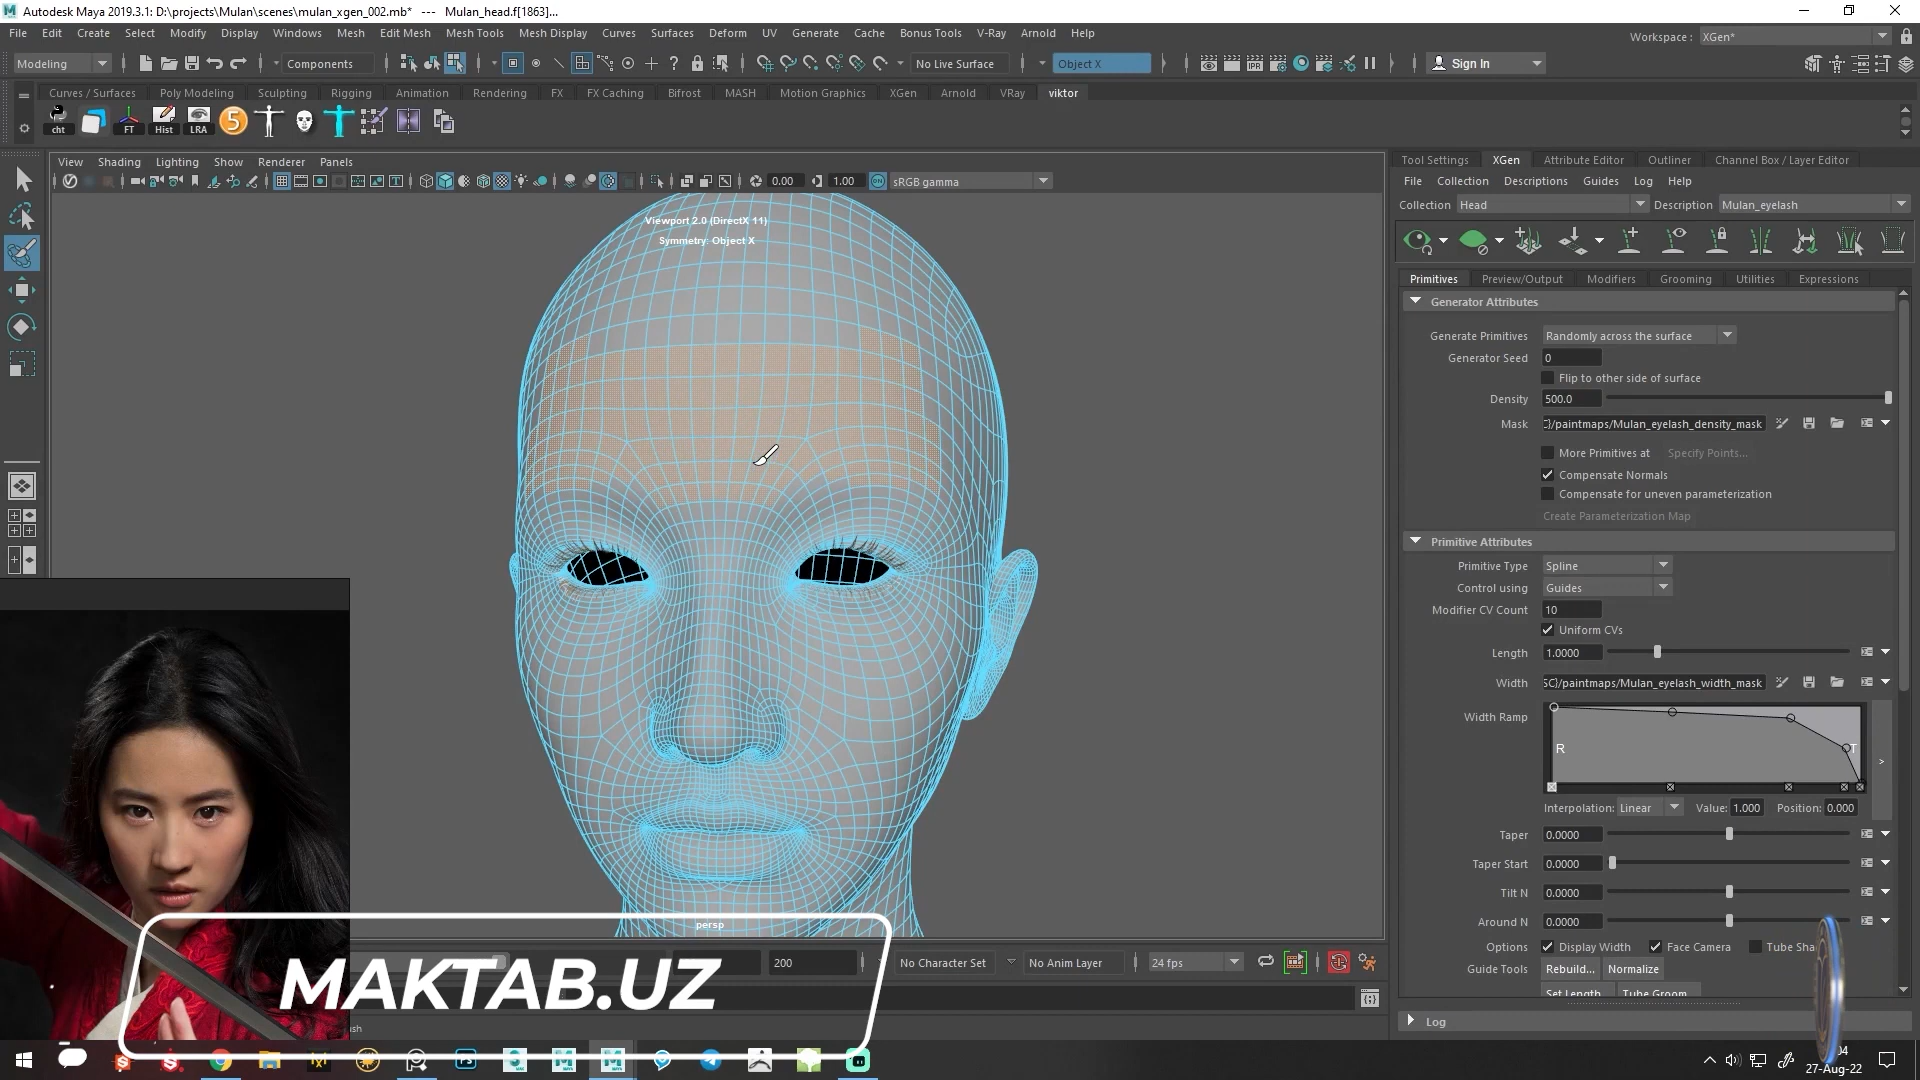 Autodesk Maya 2019.3.1: D:\projects\Mulan\scenes\mulan_xgen_002.mb* --- Mulan_head.f[1863]...
File Edit Create Select Modify Display Windows Mesh Edit Mesh Mesh Tools Mesh Display Curves Surfaces Deform UV Generate Cache Bonus Tools V-Ray Arnold Help
Workspace : XGen*
Modeling Components No Live Surface Object X Sign In
Curves / Surfaces Poly Modeling Sculpting Rigging Animation Rendering FX FX Caching Bifrost MASH Motion Graphics XGen Arnold VRay viktor
cht FT Hist LRA 5
View Shading Lighting Show Renderer Panels
0.00 1.00 sRGB gamma
Viewport 2.0 (DirectX 11)
Symmetry: Object X
persp
Tool Settings XGen Attribute Editor Outliner Channel Box / Layer Editor
File Collection Descriptions Guides Log Help
Collection Head Description Mulan_eyelash
Primitives Preview/Output Modifiers Grooming Utilities Expressions
Generator Attributes
Generate Primitives Randomly across the surface
Generator Seed 0
Flip to other side of surface
Density 500.0
Mask }/paintmaps/Mulan_eyelash_density_mask
More Primitives at Specify Points...
Compensate Normals
Compensate for uneven parameterization
Create Parameterization Map
Primitive Attributes
Primitive Type Spline
Control using Guides
Modifier CV Count 10
Uniform CVs
Length 1.0000
Width SC}/paintmaps/Mulan_eyelash_width_mask
Width Ramp
R T
>
Interpolation: Linear Value: 1.000 Position: 0.000
Taper 0.0000
Taper Start 0.0000
Tilt N 0.0000
Around N 0.0000
Options Display Width Face Camera Tube Sha
Guide Tools Rebuild... Normalize
Set Length Tube Groom
Log
200 No Character Set No Anim Layer 24 fps
MAKTAB.UZ
sh
04
27-Aug-22